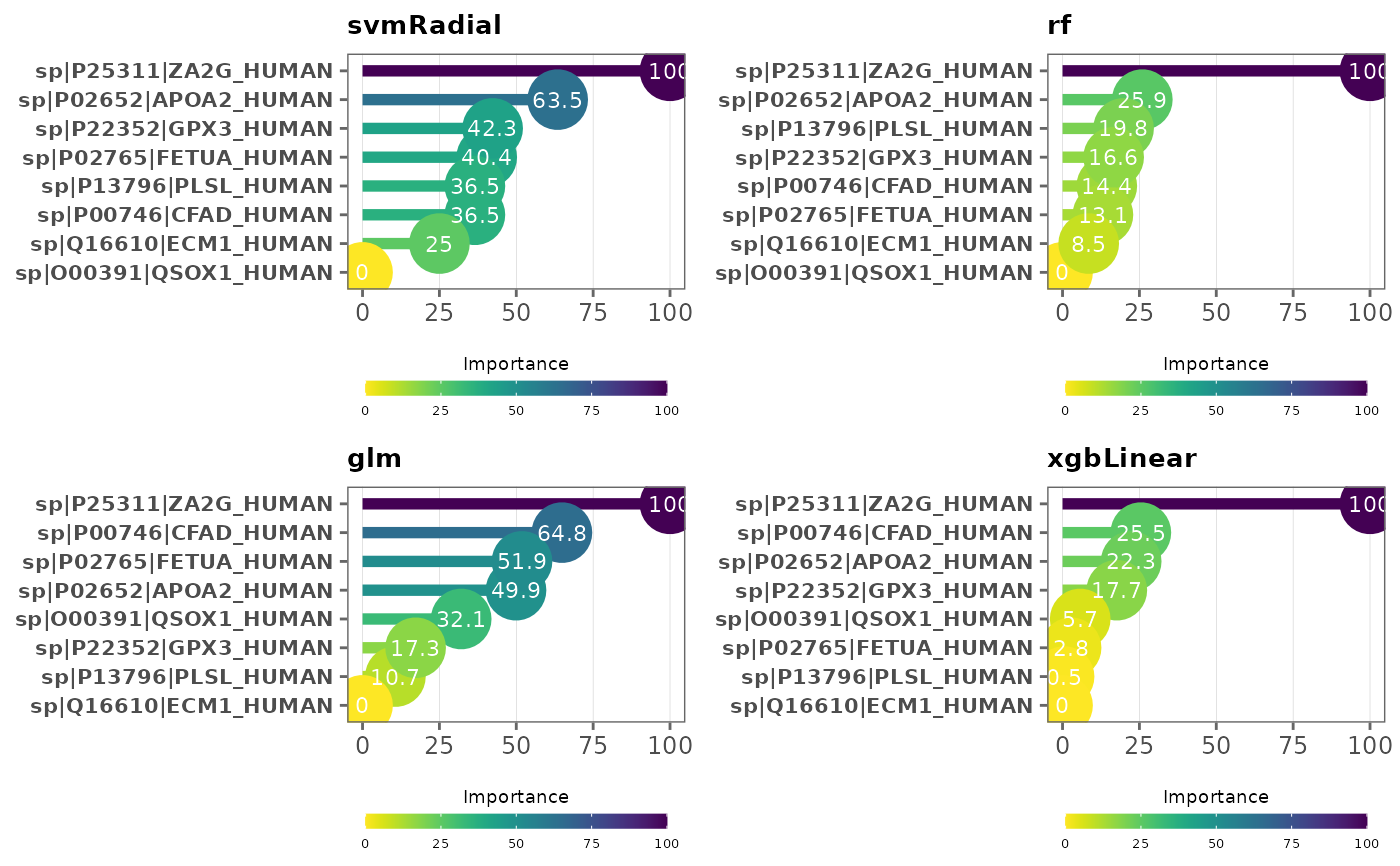 svmRadial
sp|P25311|ZA2G_HUMAN 100
sp|P02652|APOA2_HUMAN 63.5
sp|P22352|GPX3_HUMAN 42.3
sp|P02765|FETUA_HUMAN 40.4
sp|P13796|PLSL_HUMAN 36.5
sp|P00746|CFAD_HUMAN 36.5
sp|Q16610|ECM1_HUMAN 25
sp|O00391|QSOX1_HUMAN 0
0 25 50 75 100
Importance
0 25 50 75 100
rf
sp|P25311|ZA2G_HUMAN 100
sp|P02652|APOA2_HUMAN 25.9
sp|P13796|PLSL_HUMAN 19.8
sp|P22352|GPX3_HUMAN 16.6
sp|P00746|CFAD_HUMAN 14.4
sp|P02765|FETUA_HUMAN 13.1
sp|Q16610|ECM1_HUMAN 8.5
sp|O00391|QSOX1_HUMAN 0
0 25 50 75 100
Importance
0 25 50 75 100
glm
sp|P25311|ZA2G_HUMAN 100
sp|P00746|CFAD_HUMAN 64.8
sp|P02765|FETUA_HUMAN 51.9
sp|P02652|APOA2_HUMAN 49.9
sp|O00391|QSOX1_HUMAN 32.1
sp|P22352|GPX3_HUMAN 17.3
sp|P13796|PLSL_HUMAN 10.7
sp|Q16610|ECM1_HUMAN 0
0 25 50 75 100
Importance
0 25 50 75 100
xgbLinear
sp|P25311|ZA2G_HUMAN 100
sp|P00746|CFAD_HUMAN 25.5
sp|P02652|APOA2_HUMAN 22.3
sp|P22352|GPX3_HUMAN 17.7
sp|O00391|QSOX1_HUMAN 5.7
sp|P02765|FETUA_HUMAN 2.8
sp|P13796|PLSL_HUMAN 0.5
sp|Q16610|ECM1_HUMAN 0
0 25 50 75 100
Importance
0 25 50 75 100